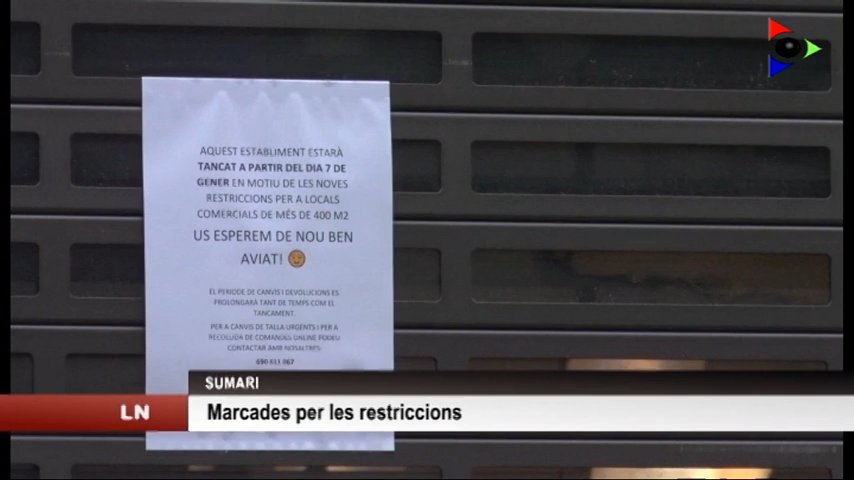 AQUEST ESTABLIMENT ESTARÀ
TANCAT A PARTIR DEL DIA 7 DE
GENER EN MOTIU DE LES NOVES
RESTRICCIONS PER A LOCALS
COMERCIALS DE MÉS DE 400 M2
US ESPEREM DE NOU BEN
AVIAT!
EL PERIODE DE CANVIS I DEVOLUCIONS ES
PROLONGARÀ TANT DE TEMPS COM EL
TANCAMENT.
PER A CANVIS DE TALLA URGENTS I PER A
RECOLLIDA DE COMANDES ONLINE PODEU
CONTACTAR AMB NOSALTRES:
SUMARI
LN
Marcades per les restriccions